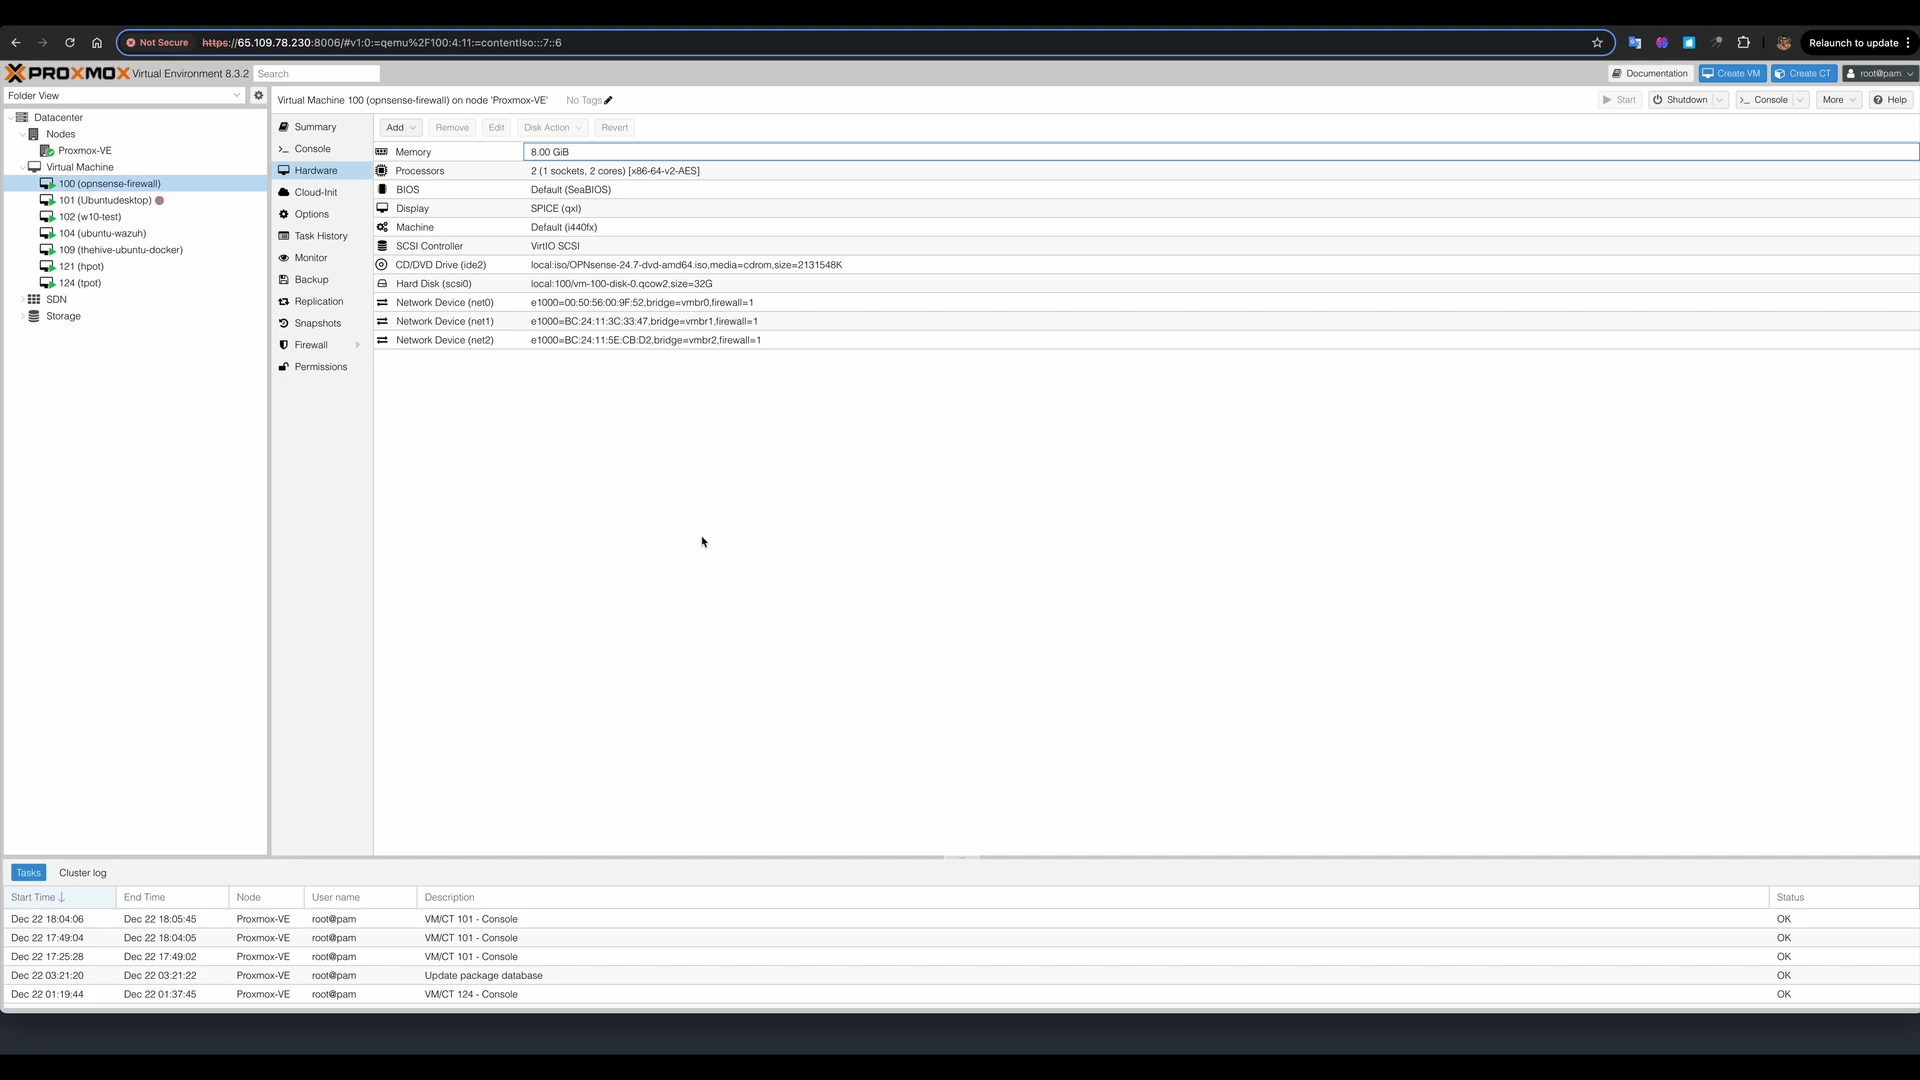 Not Secure https://65.109.78.230:8006/#v1:0:=qemu%2F100:4:11:=contentIso:::7::6 Relaunch to update
PROXMOX Virtual Environment 8.3.2 Search Documentation Create VM Create CT root@pam
Folder View
Virtual Machine 100 (opnsense-firewall) on node 'Proxmox-VE' No Tags Start Shutdown Console More Help
Datacenter
Nodes
Proxmox-VE
Virtual Machine
100 (opnsense-firewall)
101 (Ubuntudesktop)
102 (w10-test)
104 (ubuntu-wazuh)
109 (thehive-ubuntu-docker)
121 (hpot)
124 (tpot)
SDN
Storage
Summary
Console
Hardware
Cloud-Init
Options
Task History
Monitor
Backup
Replication
Snapshots
Firewall
Permissions
Add Remove Edit Disk Action Revert
Memory 8.00 GiB
Processors 2 (1 sockets, 2 cores) [x86-64-v2-AES]
BIOS Default (SeaBIOS)
Display SPICE (qxl)
Machine Default (i440fx)
SCSI Controller VirtIO SCSI
CD/DVD Drive (ide2) local:iso/OPNsense-24.7-dvd-amd64.iso,media=cdrom,size=2131548K
Hard Disk (scsi0) local:100/vm-100-disk-0.qcow2,size=32G
Network Device (net0) e1000=00:50:56:00:9F:52,bridge=vmbr0,firewall=1
Network Device (net1) e1000=BC:24:11:3C:33:47,bridge=vmbr1,firewall=1
Network Device (net2) e1000=BC:24:11:5E:CB:D2,bridge=vmbr2,firewall=1
Tasks Cluster log
Start Time End Time Node User name Description Status
Dec 22 18:04:06 Dec 22 18:05:45 Proxmox-VE root@pam VM/CT 101 - Console OK
Dec 22 17:49:04 Dec 22 18:04:05 Proxmox-VE root@pam VM/CT 101 - Console OK
Dec 22 17:25:28 Dec 22 17:49:02 Proxmox-VE root@pam VM/CT 101 - Console OK
Dec 22 03:21:20 Dec 22 03:21:22 Proxmox-VE root@pam Update package database OK
Dec 22 01:19:44 Dec 22 01:37:45 Proxmox-VE root@pam VM/CT 124 - Console OK